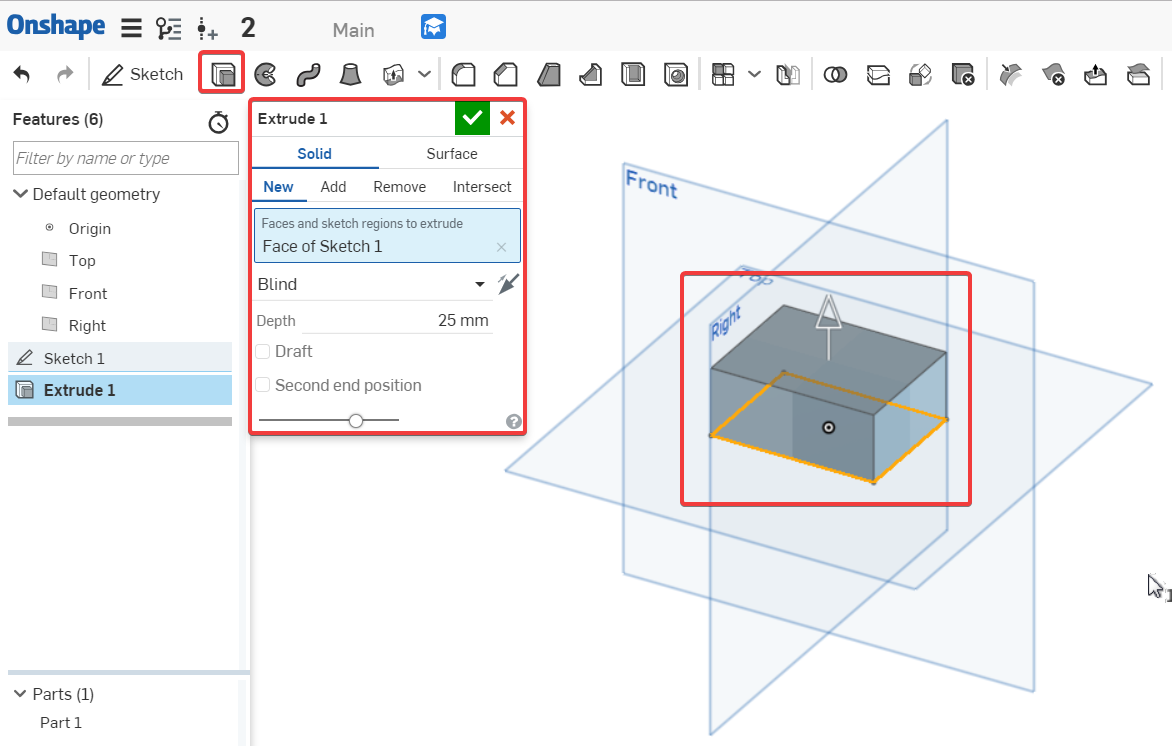 Onshape 2 Main
Sketch
Features (6)
Filter by name or type
Default geometry
Origin
Top
Front
Right
Sketch 1
Extrude 1
Parts (1)
Part 1
Extrude 1
Solid Surface
New Add Remove Intersect
Faces and sketch regions to extrude
Face of Sketch 1
Blind
Depth 25 mm
Draft
Second end position
?
Front
Top
Right
1